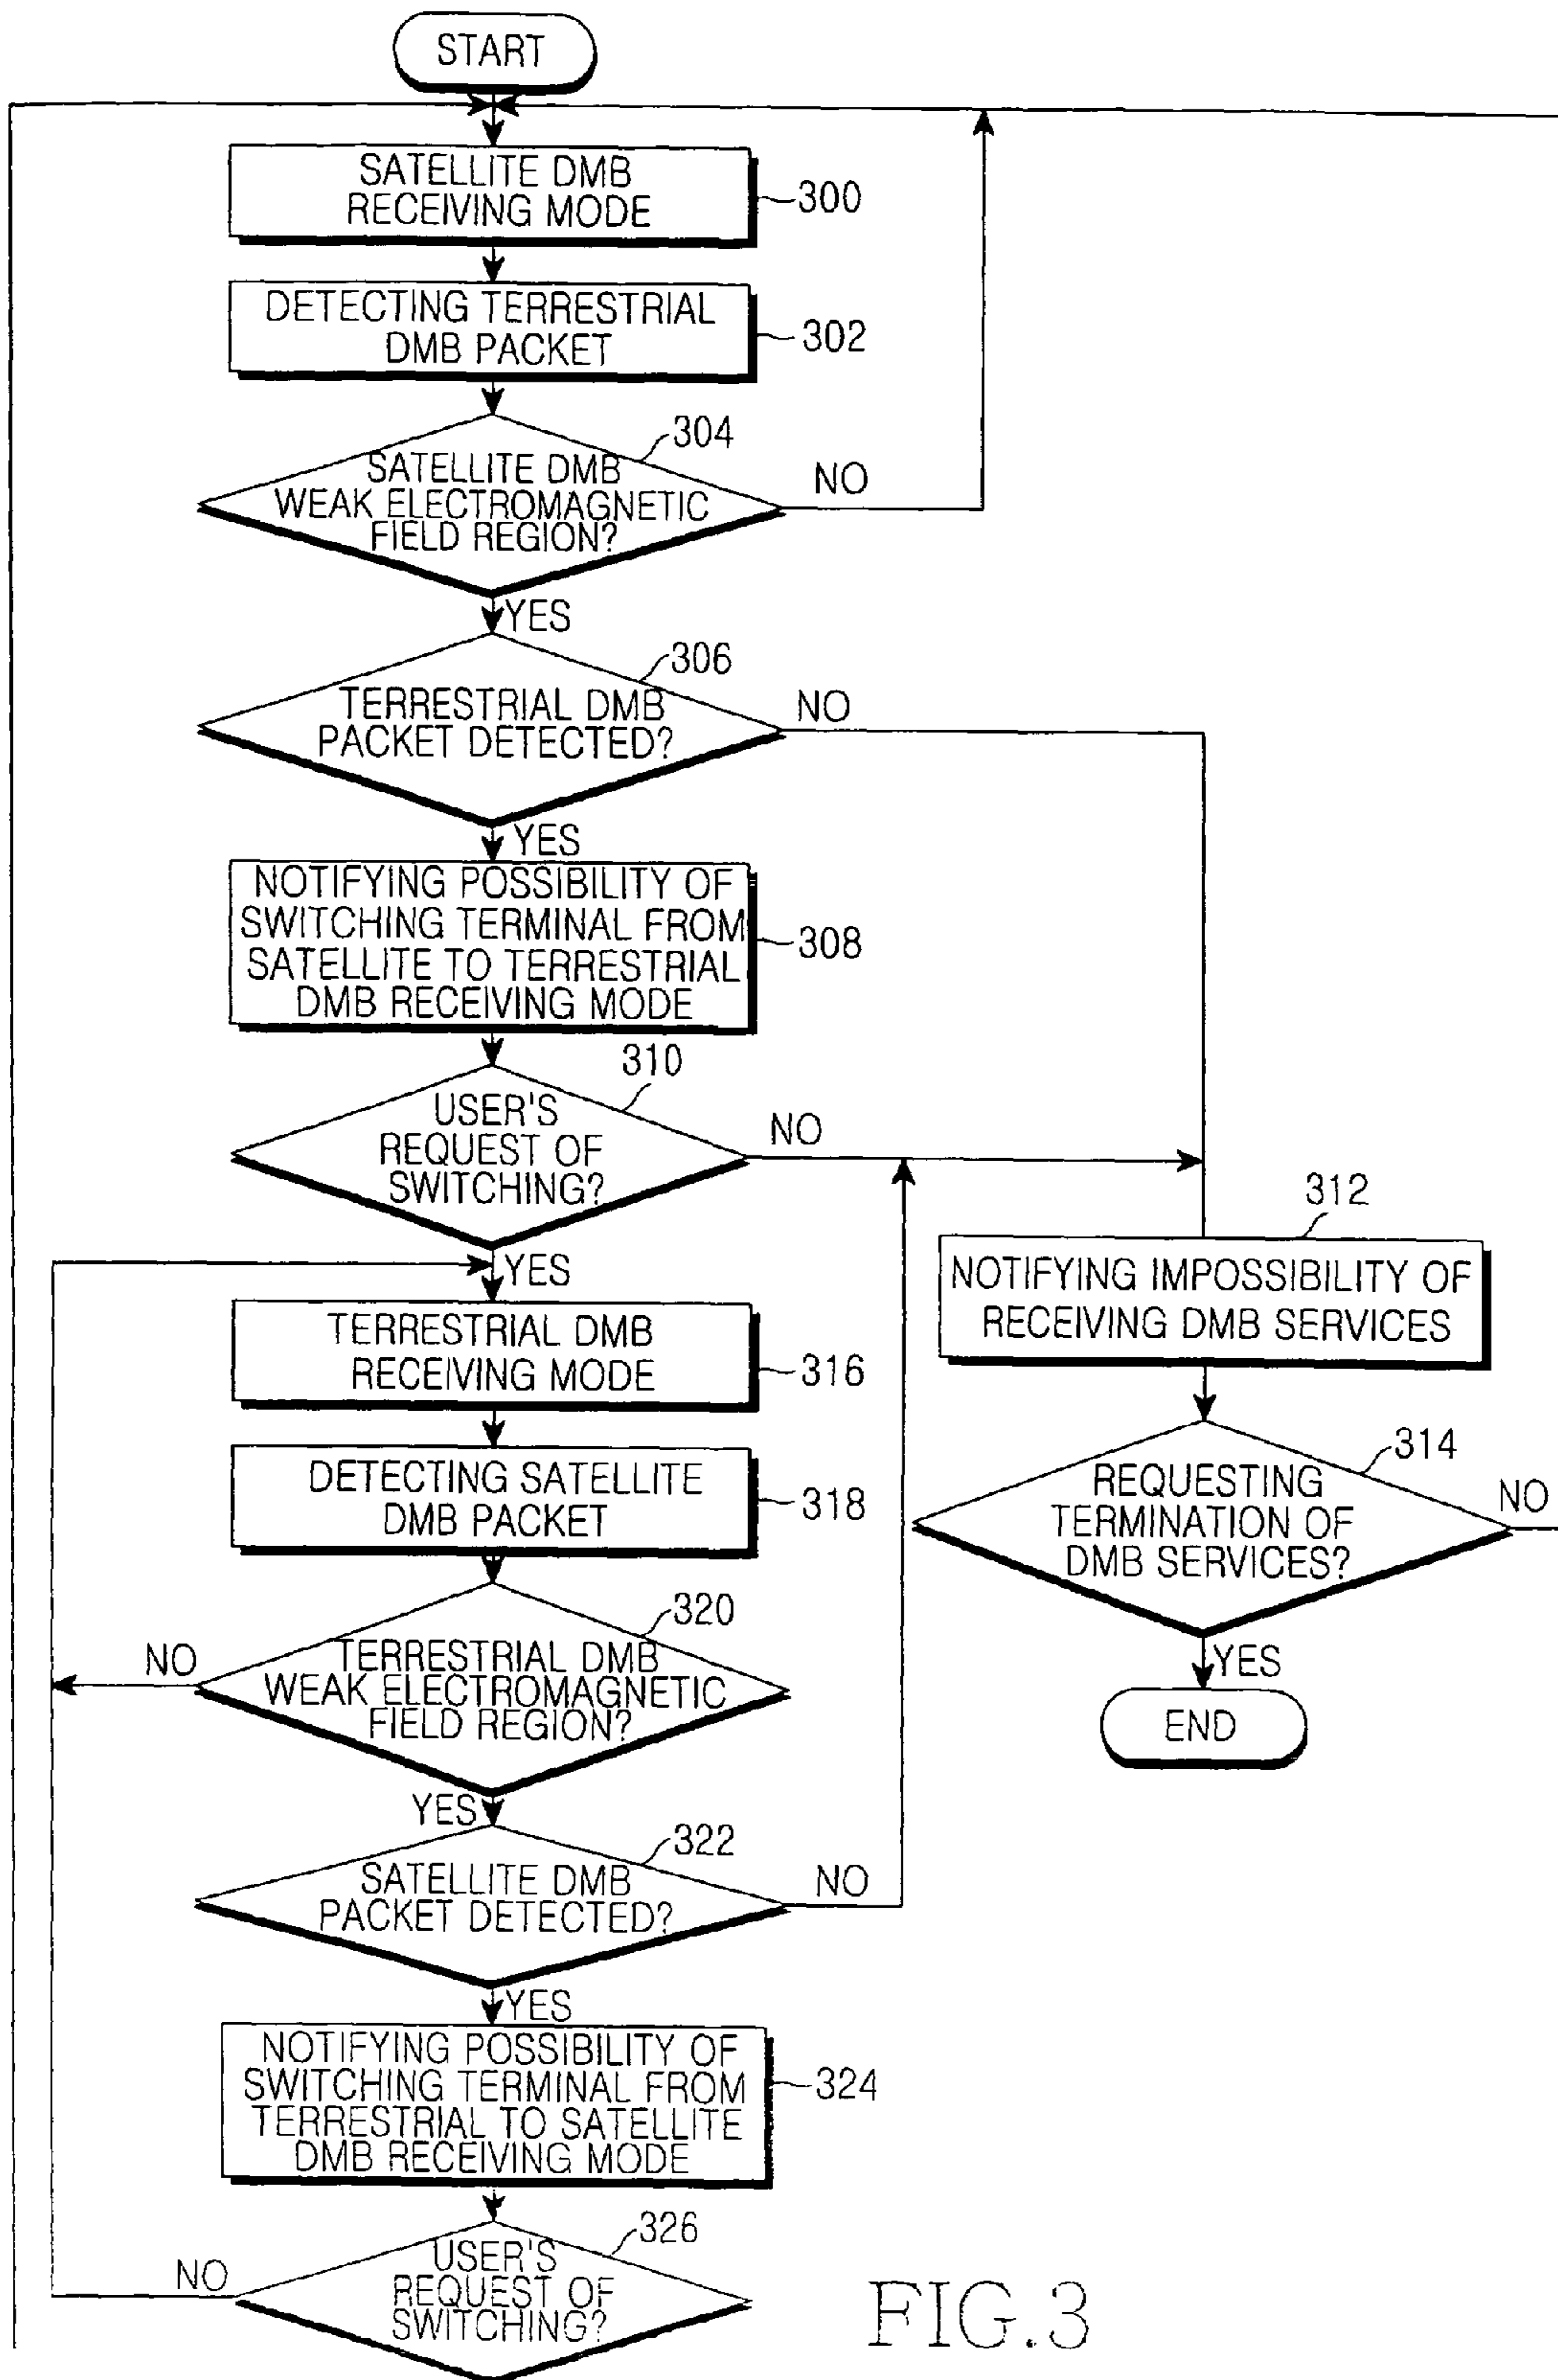 START
SATELLITE DMB
RECEIVING MODE
300
DETECTING TERRESTRIAL
DMB PACKET
302
304
SATELLITE DMB
WEAK ELECTROMAGNETIC
FIELD REGION?
NO
YES
306
TERRESTRIAL DMB
PACKET DETECTED?
NO
YES
NOTIFYING POSSIBILITY OF
SWITCHING TERMINAL FROM
SATELLITE TO TERRESTRIAL
DMB RECEIVING MODE
308
310
USER'S
REQUEST OF
SWITCHING?
NO
YES
312
NOTIFYING IMPOSSIBILITY OF
RECEIVING DMB SERVICES
314
REQUESTING
TERMINATION OF
DMB SERVICES?
NO
YES
END
TERRESTRIAL DMB
RECEIVING MODE
316
DETECTING SATELLITE
DMB PACKET
318
320
TERRESTRIAL DMB
WEAK ELECTROMAGNETIC
FIELD REGION?
NO
YES
322
SATELLITE DMB
PACKET DETECTED?
NO
YES
NOTIFYING POSSIBILITY OF
SWITCHING TERMINAL FROM
TERRESTRIAL TO SATELLITE
DMB RECEIVING MODE
324
326
USER'S
REQUEST OF
SWITCHING?
NO
FIG.3